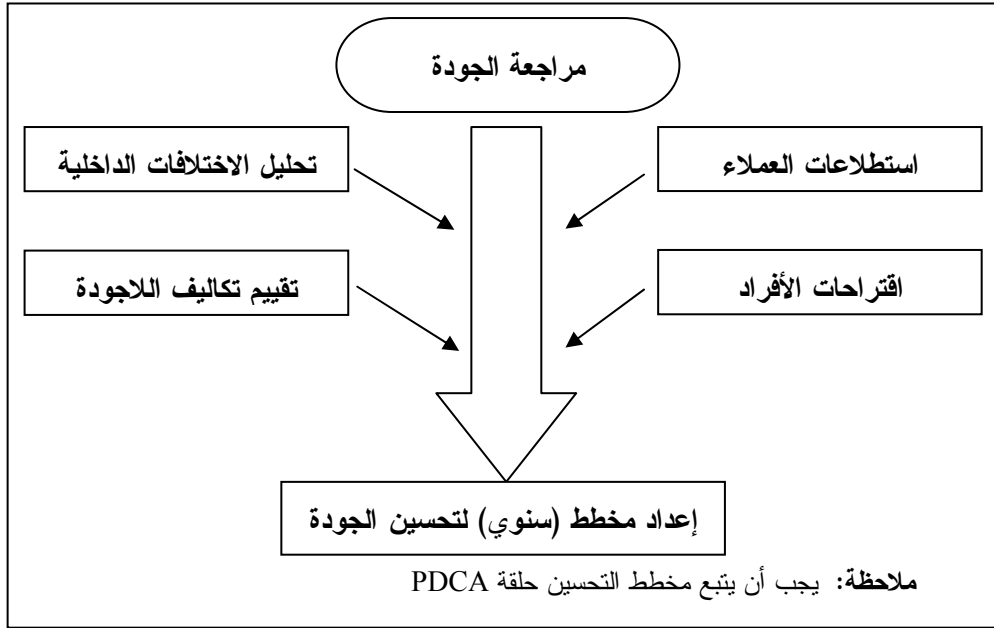 مراجعة الجودة
استطلاعات العملاء
تحليل الاختلافات الداخلية
اقتراحات الأفراد
تقييم تكاليف اللاجودة
إعداد مخطط (سنوي) لتحسين الجودة
ملاحظة: يجب أن يتبع مخطط التحسين حلقة PDCA